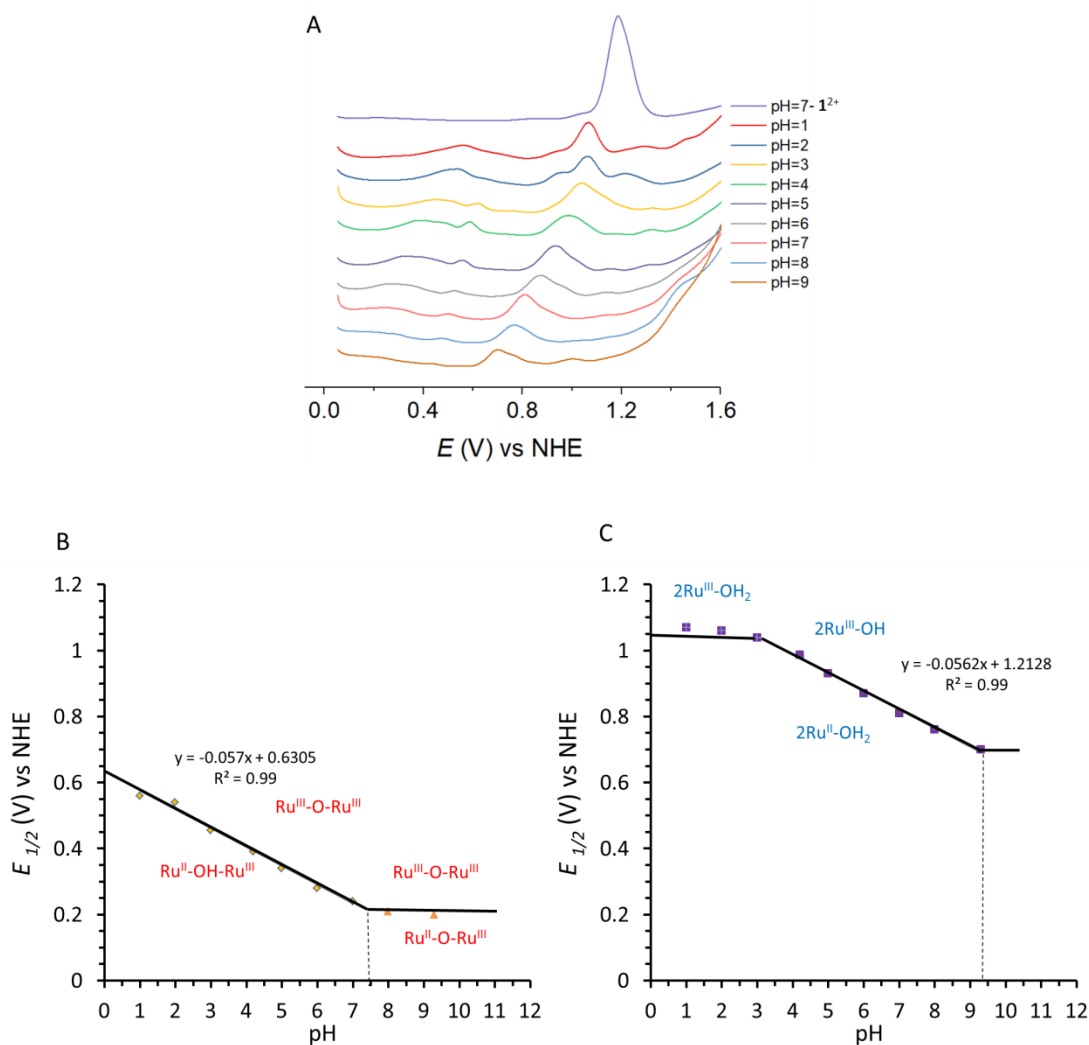 A
pH=7- 1²⁺
pH=1
pH=2
pH=3
pH=4
pH=5
pH=6
pH=7
pH=8
pH=9
0.0 0.4 0.8 1.2 1.6
E (V) vs NHE
B
1.2
1
0.8
0.6
0.4
0.2
0
E 1/2 (V) vs NHE
y = -0.057x + 0.6305
R² = 0.99
Ruᴵᴵᴵ-O-Ruᴵᴵᴵ
Ruᴵᴵ-OH-Ruᴵᴵᴵ
Ruᴵᴵᴵ-O-Ruᴵᴵᴵ
Ruᴵᴵ-O-Ruᴵᴵᴵ
0 1 2 3 4 5 6 7 8 9 10 11 12
pH
C
1.2
1
0.8
0.6
0.4
0.2
0
E 1/2 (V) vs NHE
2Ruᴵᴵᴵ-OH₂
2Ruᴵᴵᴵ-OH
y = -0.0562x + 1.2128
R² = 0.99
2Ruᴵᴵ-OH₂
0 1 2 3 4 5 6 7 8 9 10 11 12
pH